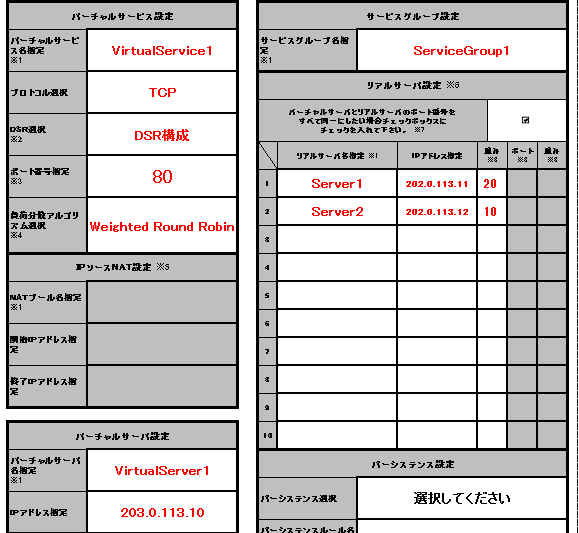 バーチャルサービス設定
バーチャルサービ
ス名指定
※1
VirtualService1
プロトコル選択
TCP
DSR選択
※2
DSR構成
ポート番号指定
※3
80
負荷分散アルゴリ
ズム選択
※4
Weighted Round Robin
IPソースNAT設定 ※5
NATプール名指定
※1
開始IPアドレス指
定
終了IPアドレス指
定
バーチャルサーバ設定
バーチャルサーバ
名指定
※1
VirtualServer1
IPアドレス指定
203.0.113.10
サービスグループ設定
サービスグループ名指
定
※1
ServiceGroup1
リアルサーバ設定 ※6
バーチャルサーバとリアルサーバのポート番号を
すべて同一にしたい場合チェックボックスに
チェックを入れて下さい。 ※7
リアルサーバ名指定 ※1 IPアドレス指定 重み ※8 ポート ※8 重み ※8
1 Server1 202.0.113.11 20
2 Server2 202.0.113.12 10
3
4
5
6
7
8
9
10
パーシステンス設定
パーシステンス選択
選択してください
パーシステンスルール名